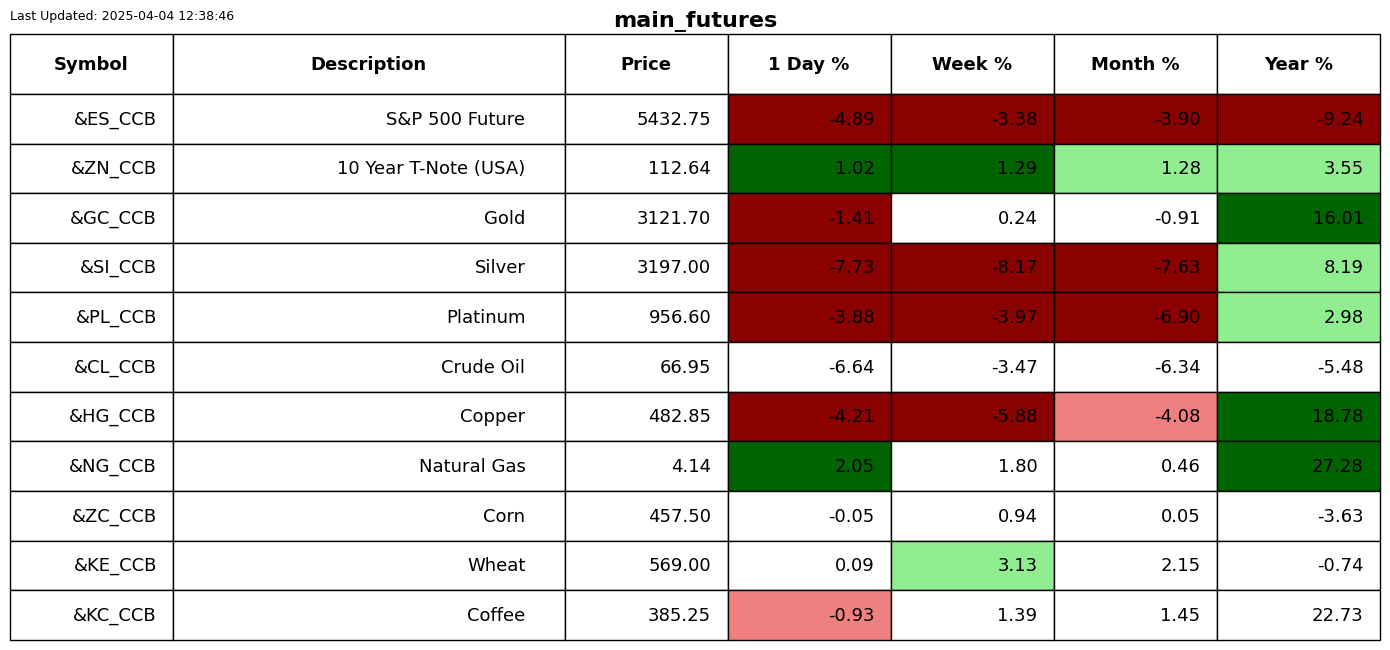 Last Updated: 2025-04-04 12:38:46
main_futures
Symbol Description Price 1 Day % Week % Month % Year %
&ES_CCB S&P 500 Future 5432.75 -4.89 -3.38 -3.90 -9.24
&ZN_CCB 10 Year T-Note (USA) 112.64 1.02 1.29 1.28 3.55
&GC_CCB Gold 3121.70 -1.41 0.24 -0.91 16.01
&SI_CCB Silver 3197.00 -7.73 -8.17 -7.63 8.19
&PL_CCB Platinum 956.60 -3.88 -3.97 -6.90 2.98
&CL_CCB Crude Oil 66.95 -6.64 -3.47 -6.34 -5.48
&HG_CCB Copper 482.85 -4.21 -5.88 -4.08 18.78
&NG_CCB Natural Gas 4.14 2.05 1.80 0.46 27.28
&ZC_CCB Corn 457.50 -0.05 0.94 0.05 -3.63
&KE_CCB Wheat 569.00 0.09 3.13 2.15 -0.74
&KC_CCB Coffee 385.25 -0.93 1.39 1.45 22.73